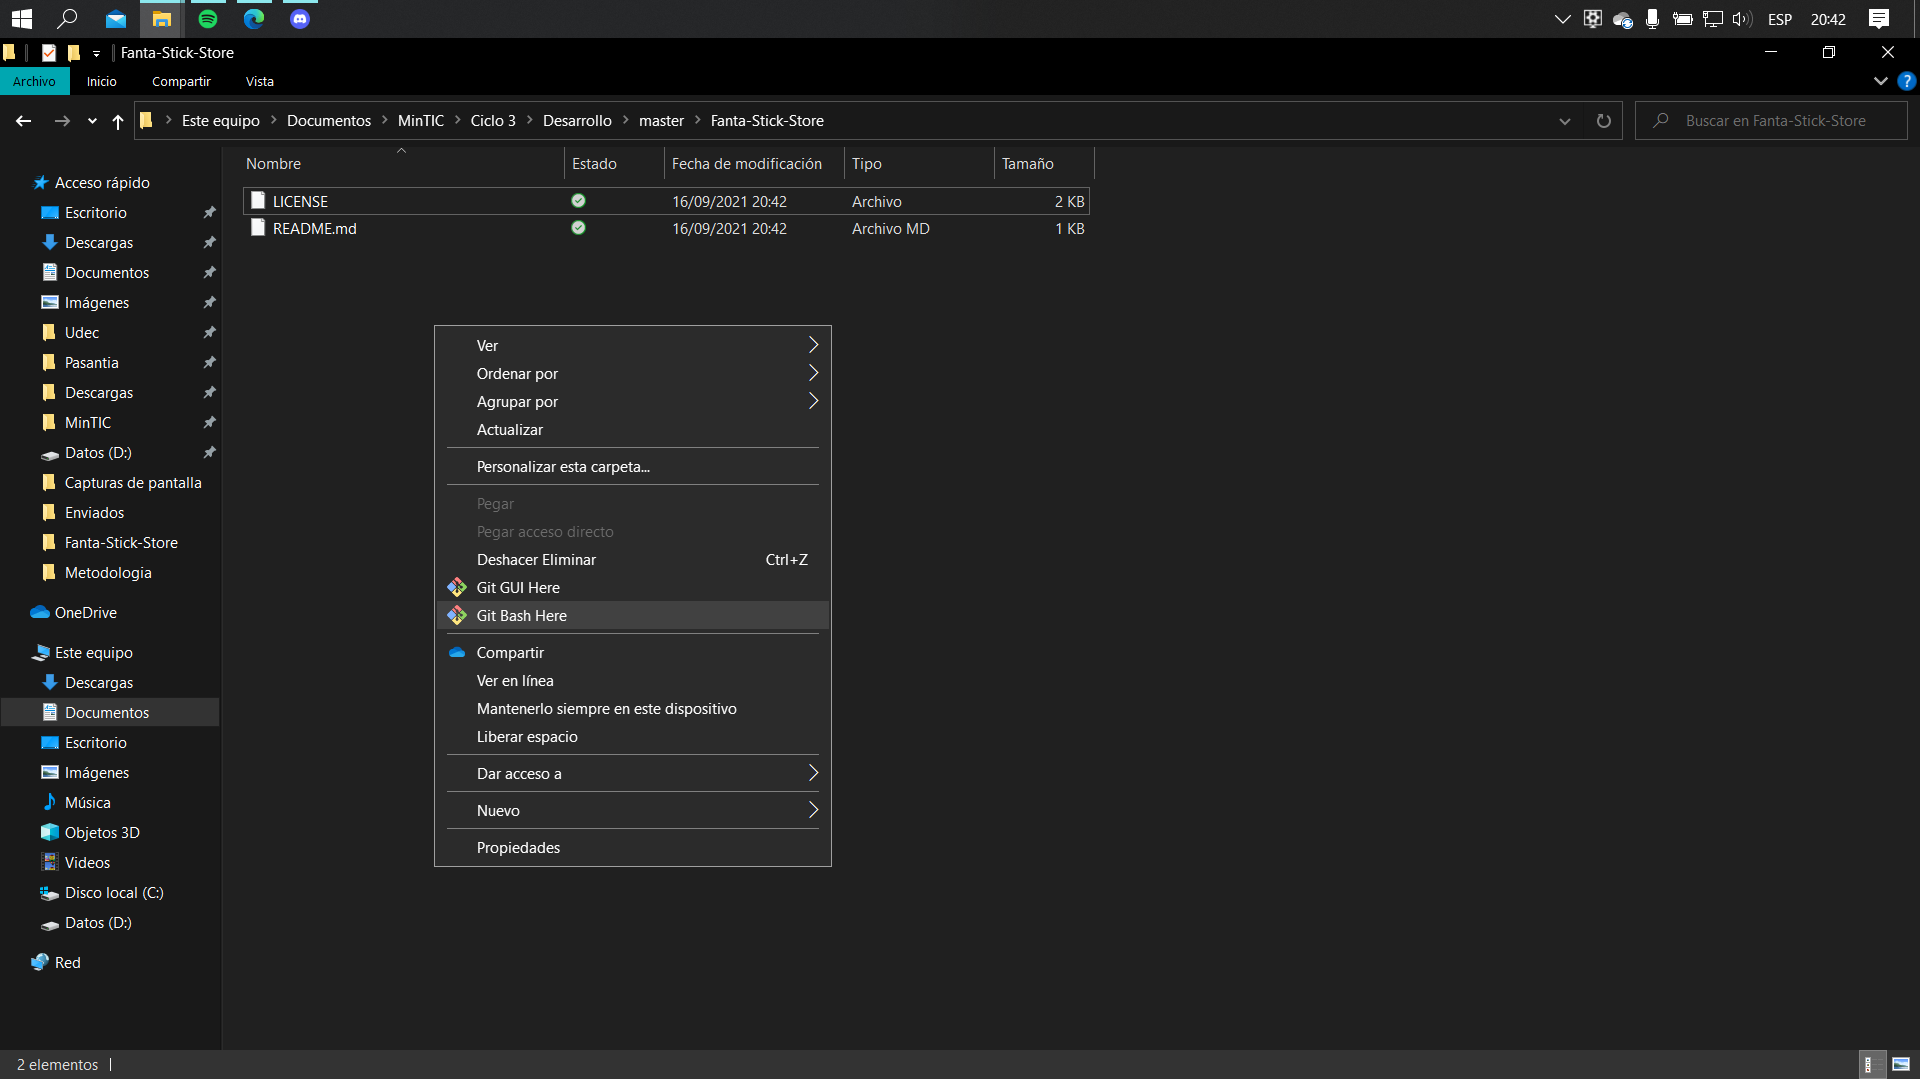 ESP
20:42
Fanta-Stick-Store
Archivo
Inicio
Compartir
Vista
?
Este equipo
Documentos
MinTIC
Ciclo 3
Desarrollo
master
Fanta-Stick-Store
Buscar en Fanta-Stick-Store
Nombre
Estado
Fecha de modificación
Tipo
Tamaño
LICENSE
16/09/2021 20:42
Archivo
2 KB
README.md
16/09/2021 20:42
Archivo MD
1 KB
Acceso rápido
Escritorio
Descargas
Documentos
Imágenes
Udec
Pasantia
Descargas
MinTIC
Datos (D:)
Capturas de pantalla
Enviados
Fanta-Stick-Store
Metodologia
OneDrive
Este equipo
Descargas
Documentos
Escritorio
Imágenes
Música
Objetos 3D
Videos
Disco local (C:)
Datos (D:)
Red
Ver
Ordenar por
Agrupar por
Actualizar
Personalizar esta carpeta...
Pegar
Pegar acceso directo
Deshacer Eliminar
Ctrl+Z
Git GUI Here
Git Bash Here
Compartir
Ver en línea
Mantenerlo siempre en este dispositivo
Liberar espacio
Dar acceso a
Nuevo
Propiedades
2 elementos